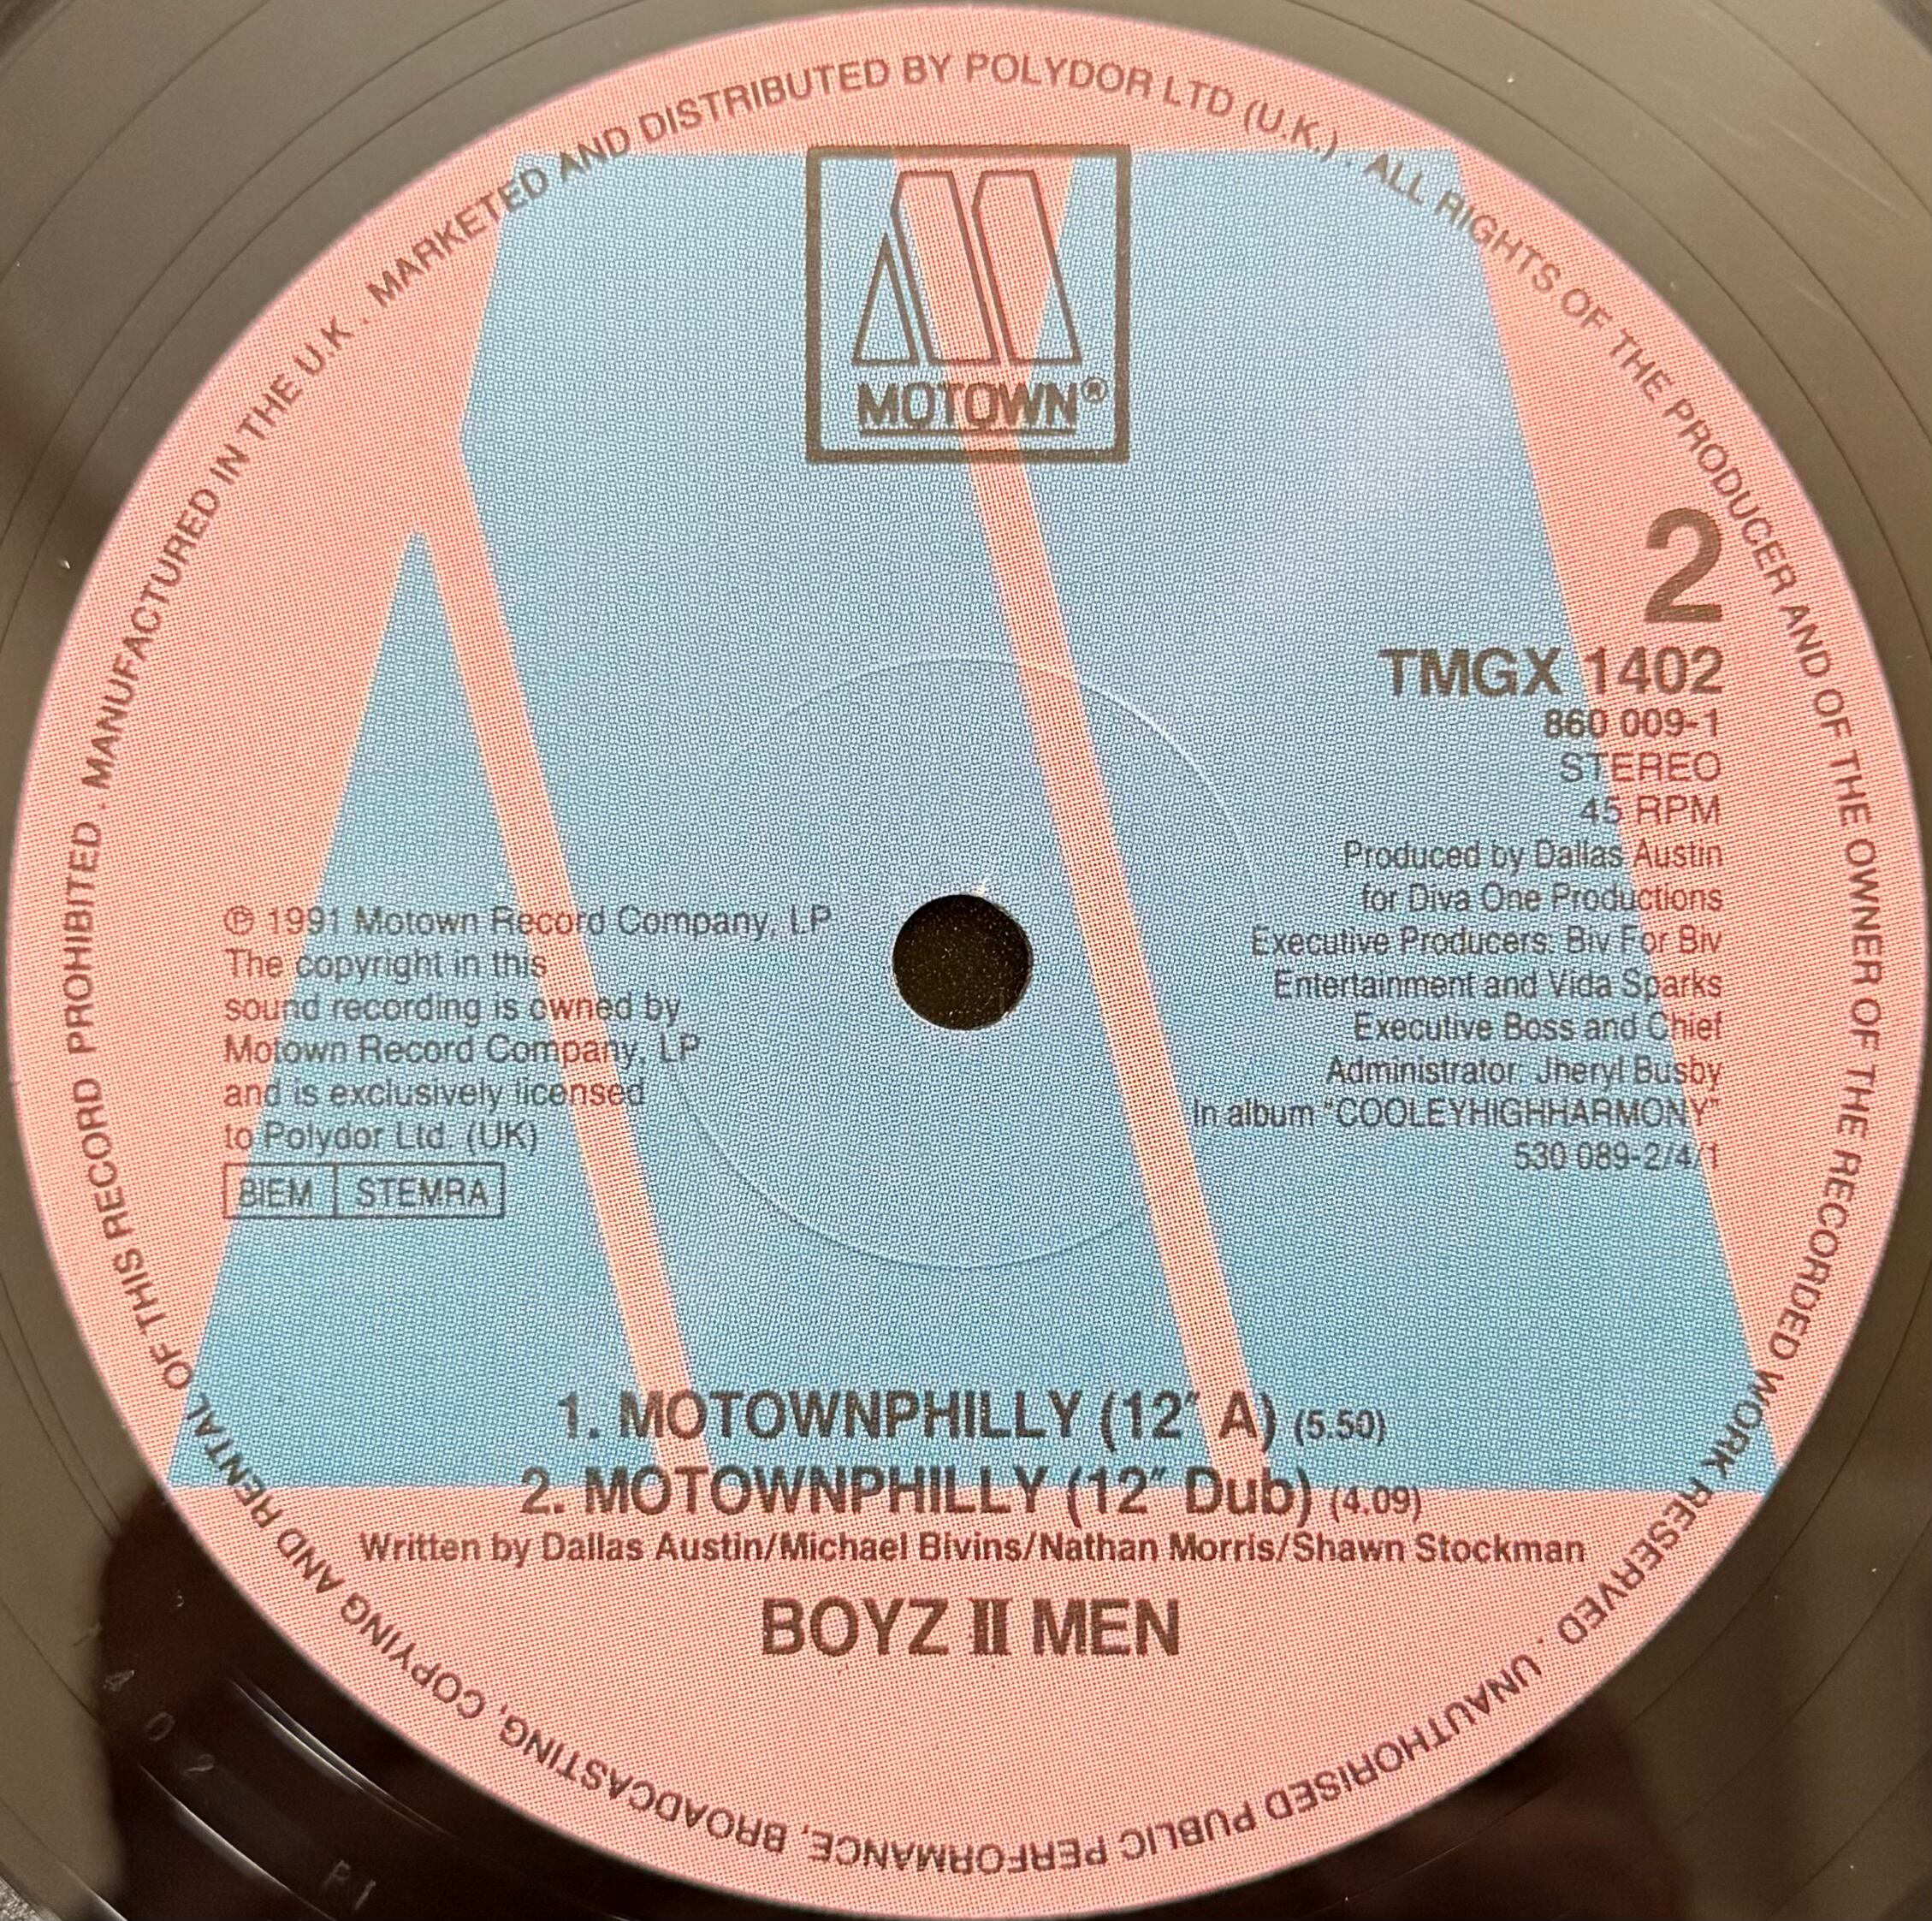 MANUFACTURED IN THE U.K . MARKETED AND DISTRIBUTED BY POLYDOR LTD (U.K.) . ALL RIGHTS OF THE PRODUCER AND OF THE OWNER OF THE RECORDED WORK RESERVED . UNAUTHORISED PUBLIC PERFORMANCE, BROADCASTING, COPYING AND RENTAL OF THIS RECORD PROHIBITED .
MOTOWN®
2
TMGX 1402
860 009-1
STEREO
45 RPM
Produced by Dallas Austin
for Diva One Productions
Executive Producers: Biv For Biv
Entertainment and Vida Sparks
Executive Boss and Chief
Administrator: Jheryl Busby
In album "COOLEYHIGHHARMONY"
530 089-2/4/1
℗ 1991 Motown Record Company, LP
The copyright in this
sound recording is owned by
Motown Record Company, LP
and is exclusively licensed
to Polydor Ltd. (UK)
BIEM STEMRA
1. MOTOWNPHILLY (12″ A) (5.50)
2. MOTOWNPHILLY (12″ Dub) (4.09)
Written by Dallas Austin/Michael Bivins/Nathan Morris/Shawn Stockman
BOYZ II MEN
402
P1